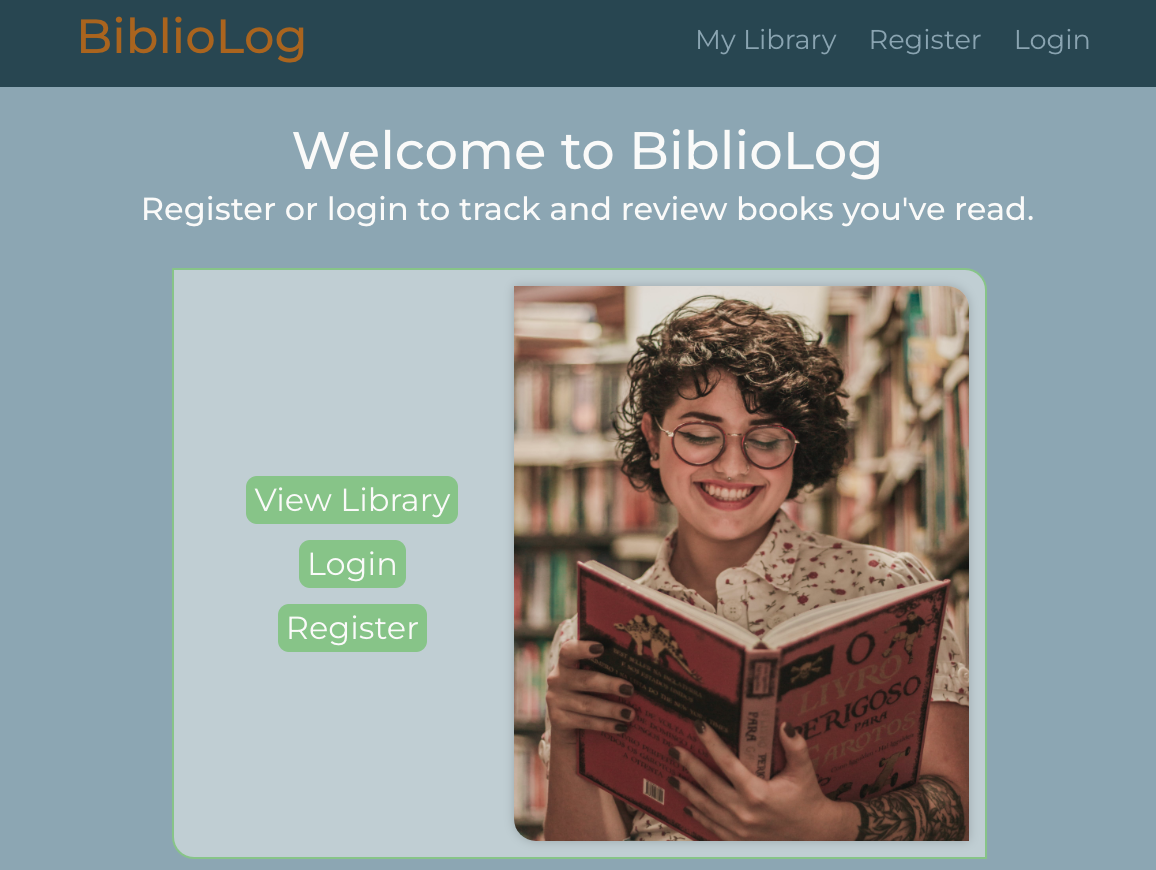 BiblioLog
My Library Register Login
Welcome to BiblioLog
Register or login to track and review books you've read.
View Library
Login
Register
O
LIVRO
PERIGOSO
PARA
GAROTOS